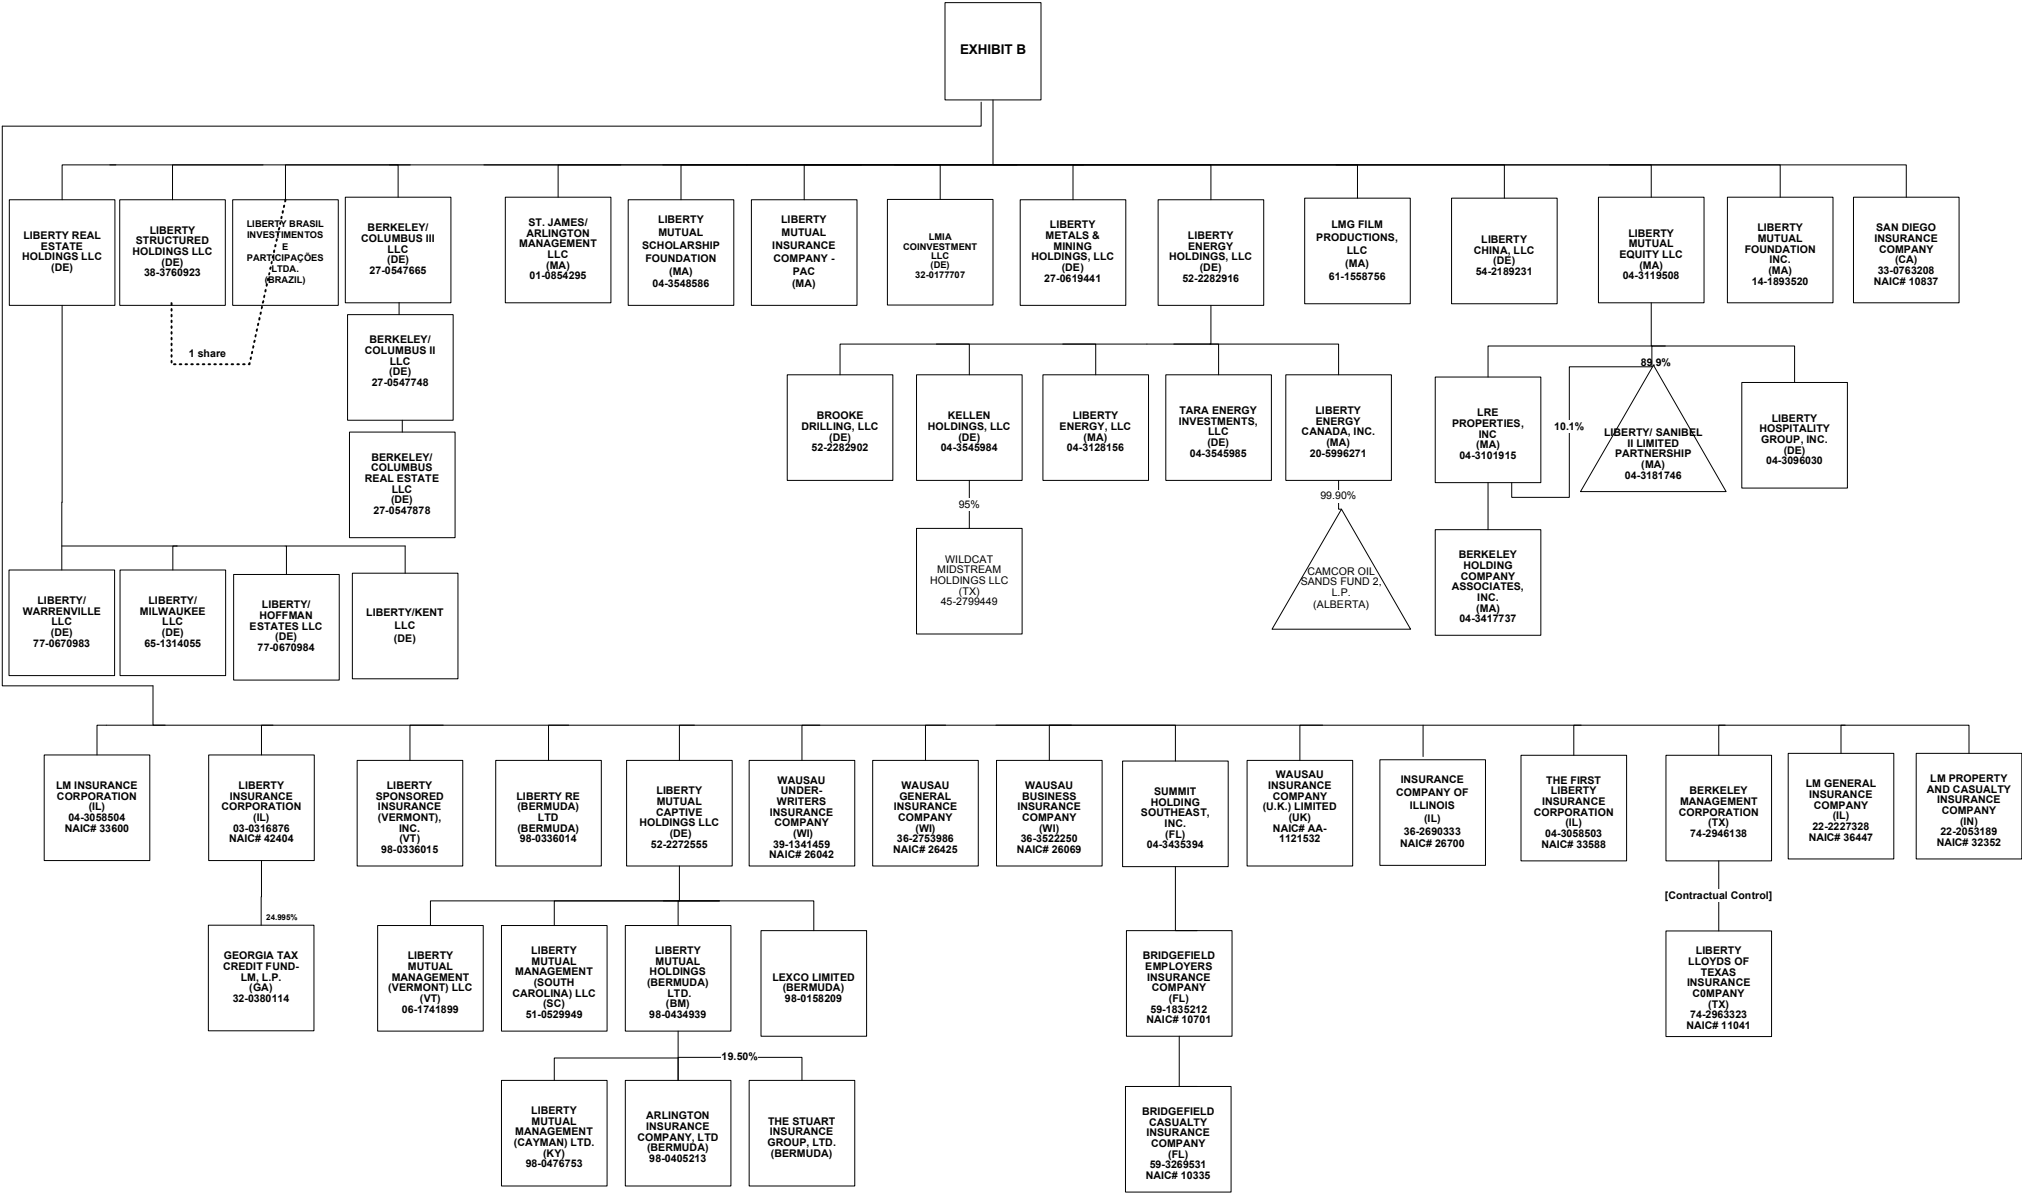 EXHIBIT B
LIBERTY REAL
ESTATE
HOLDINGS LLC
(DE)
LIBERTY
STRUCTURED
HOLDINGS LLC
(DE)
38-3760923
LIBERTY BRASIL
INVESTIMENTOS
E
PARTICIPAÇÕES
LTDA.
(BRAZIL)
BERKELEY/
COLUMBUS III
LLC
(DE)
27-0547665
ST. JAMES/
ARLINGTON
MANAGEMENT
LLC
(MA)
01-0854295
LIBERTY
MUTUAL
SCHOLARSHIP
FOUNDATION
(MA)
04-3548586
LIBERTY
MUTUAL
INSURANCE
COMPANY -
PAC
(MA)
LMIA
COINVESTMENT
LLC
(DE)
32-0177707
LIBERTY
METALS &
MINING
HOLDINGS, LLC
(DE)
27-0619441
LIBERTY
ENERGY
HOLDINGS, LLC
(DE)
52-2282916
LMG FILM
PRODUCTIONS,
LLC
(MA)
61-1558756
LIBERTY
CHINA, LLC
(DE)
54-2189231
LIBERTY
MUTUAL
EQUITY LLC
(MA)
04-3119508
LIBERTY
MUTUAL
FOUNDATION
INC.
(MA)
14-1893520
SAN DIEGO
INSURANCE
COMPANY
(CA)
33-0763208
NAIC# 10837
1 share
BERKELEY/
COLUMBUS II
LLC
(DE)
27-0547748
BERKELEY/
COLUMBUS
REAL ESTATE
LLC
(DE)
27-0547878
BROOKE
DRILLING, LLC
(DE)
52-2282902
KELLEN
HOLDINGS, LLC
(DE)
04-3545984
LIBERTY
ENERGY, LLC
(MA)
04-3128156
TARA ENERGY
INVESTMENTS,
LLC
(DE)
04-3545985
LIBERTY
ENERGY
CANADA, INC.
(MA)
20-5996271
LRE
PROPERTIES,
INC
(MA)
04-3101915
10.1%
89.9%
LIBERTY/ SANIBEL
II LIMITED
PARTNERSHIP
(MA)
04-3181746
LIBERTY
HOSPITALITY
GROUP, INC.
(DE)
04-3096030
95%
99.90%
WILDCAT
MIDSTREAM
HOLDINGS LLC
(TX)
45-2799449
CAMCOR OIL
SANDS FUND 2,
L.P.
(ALBERTA)
BERKELEY
HOLDING
COMPANY
ASSOCIATES,
INC.
(MA)
04-3417737
LIBERTY/
WARRENVILLE
LLC
(DE)
77-0670983
LIBERTY/
MILWAUKEE
LLC
(DE)
65-1314055
LIBERTY/
HOFFMAN
ESTATES LLC
(DE)
77-0670984
LIBERTY/KENT
LLC
(DE)
LM INSURANCE
CORPORATION
(IL)
04-3058504
NAIC# 33600
LIBERTY
INSURANCE
CORPORATION
(IL)
03-0316876
NAIC# 42404
LIBERTY
SPONSORED
INSURANCE
(VERMONT),
INC.
(VT)
98-0336015
LIBERTY RE
(BERMUDA)
LTD
(BERMUDA)
98-0336014
LIBERTY
MUTUAL
CAPTIVE
HOLDINGS LLC
(DE)
52-2272555
WAUSAU
UNDER-
WRITERS
INSURANCE
COMPANY
(WI)
39-1341459
NAIC# 26042
WAUSAU
GENERAL
INSURANCE
COMPANY
(WI)
36-2753986
NAIC# 26425
WAUSAU
BUSINESS
INSURANCE
COMPANY
(WI)
36-3522250
NAIC# 26069
SUMMIT
HOLDING
SOUTHEAST,
INC.
(FL)
04-3435394
WAUSAU
INSURANCE
COMPANY
(U.K.) LIMITED
(UK)
NAIC# AA-
1121532
INSURANCE
COMPANY OF
ILLINOIS
(IL)
36-2690333
NAIC# 26700
THE FIRST
LIBERTY
INSURANCE
CORPORATION
(IL)
04-3058503
NAIC# 33588
BERKELEY
MANAGEMENT
CORPORATION
(TX)
74-2946138
LM GENERAL
INSURANCE
COMPANY
(IL)
22-2227328
NAIC# 36447
LM PROPERTY
AND CASUALTY
INSURANCE
COMPANY
(IN)
22-2053189
NAIC# 32352
24.995%
[Contractual Control]
GEORGIA TAX
CREDIT FUND-
LM, L.P.
(GA)
32-0380114
LIBERTY
MUTUAL
MANAGEMENT
(VERMONT) LLC
(VT)
06-1741899
LIBERTY
MUTUAL
MANAGEMENT
(SOUTH
CAROLINA) LLC
(SC)
51-0529949
LIBERTY
MUTUAL
HOLDINGS
(BERMUDA)
LTD.
(BM)
98-0434939
LEXCO LIMITED
(BERMUDA)
98-0158209
BRIDGEFIELD
EMPLOYERS
INSURANCE
COMPANY
(FL)
59-1835212
NAIC# 10701
LIBERTY
LLOYDS OF
TEXAS
INSURANCE
C0MPANY
(TX)
74-2963323
NAIC# 11041
19.50%
LIBERTY
MUTUAL
MANAGEMENT
(CAYMAN) LTD.
(KY)
98-0476753
ARLINGTON
INSURANCE
COMPANY, LTD
(BERMUDA)
98-0405213
THE STUART
INSURANCE
GROUP, LTD.
(BERMUDA)
BRIDGEFIELD
CASUALTY
INSURANCE
COMPANY
(FL)
59-3269531
NAIC# 10335